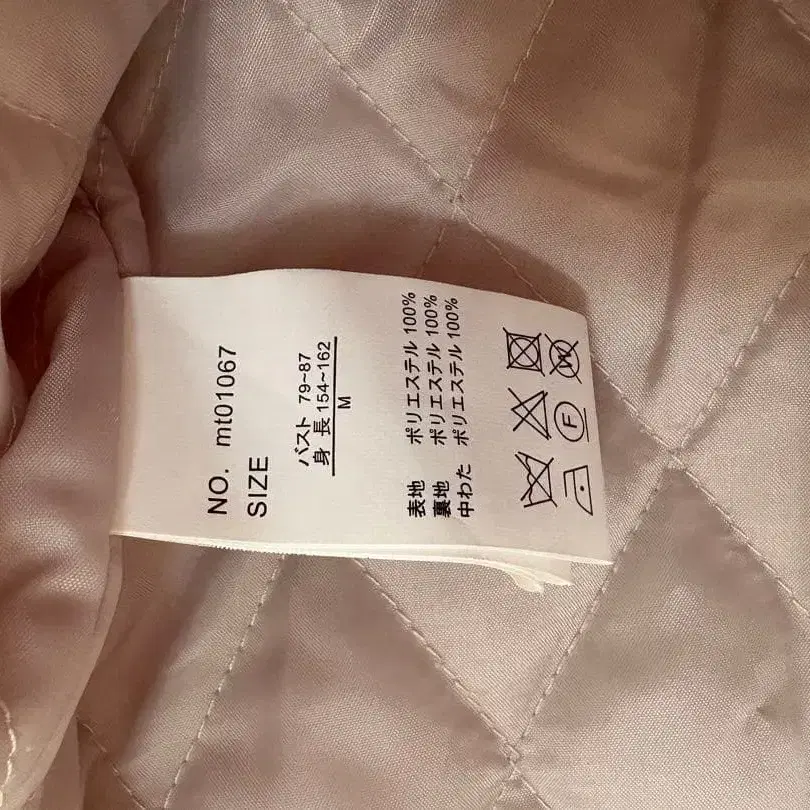 NO. mt01067
SIZE
バスト 79~87
身 長 154~162
M
表地 ポリエステル 100%
裏地 ポリエステル 100%
中わた ポリエステル 100%
W
F